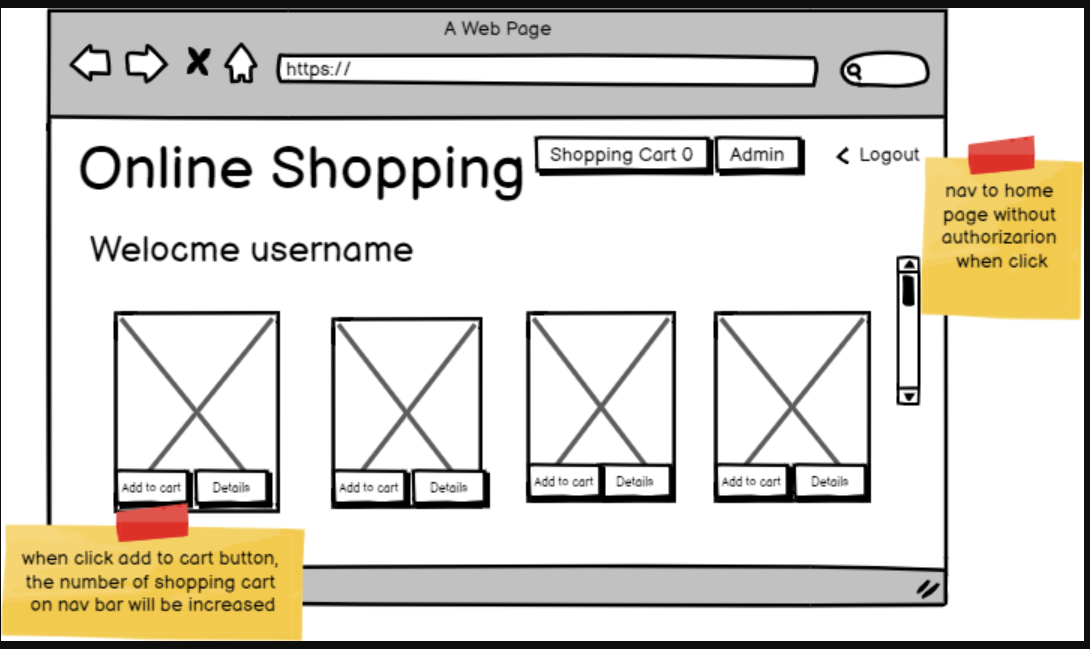 A Web Page
https://
Online Shopping
Shopping Cart 0
Admin
Logout
nav to home
page without
authorizarion
when click
Welocme username
Add to cart
Details
Add to cart
Details
Add to cart
Details
Add to cart
Details
when click add to cart button,
the number of shopping cart
on nav bar will be increased